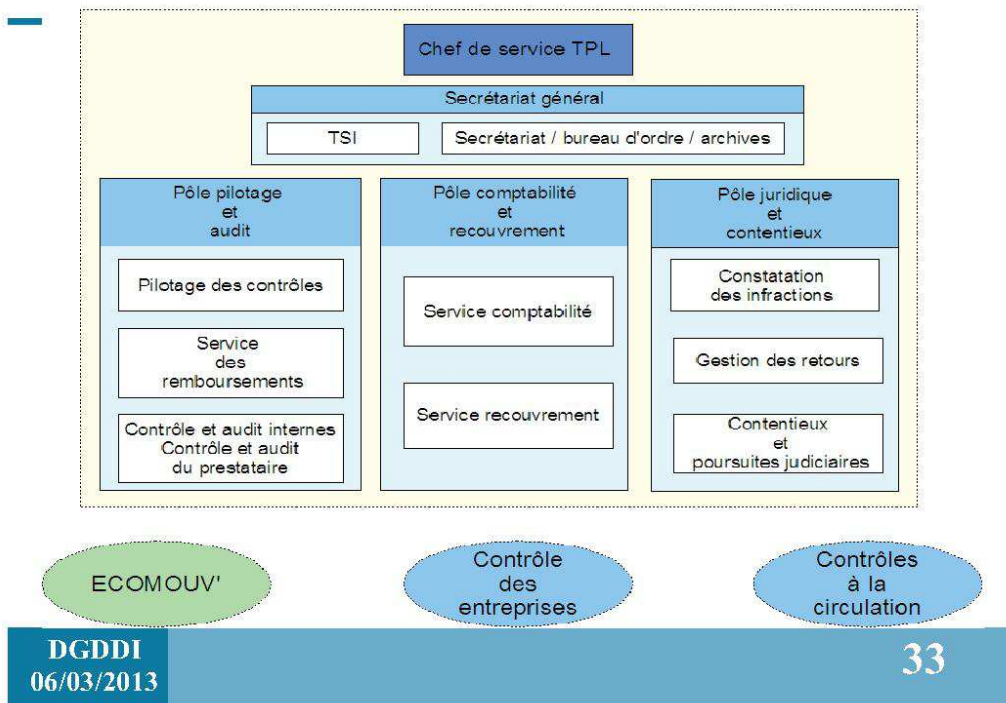 Chef de service TPL
Secrétariat général
TSI
Secrétariat / bureau d'ordre / archives
Pôle pilotage
et
audit
Pilotage des contrôles
Service
des
remboursements
Contrôle et audit internes
Contrôle et audit
du prestataire
Pôle comptabilité
et
recouvrement
Service comptabilité
Service recouvrement
Pôle juridique
et
contentieux
Constatation
des infractions
Gestion des retours
Contentieux
et
poursuites judiciaires
ECOMOUV'
Contrôle
des
entreprises
Contrôles
à la
circulation
DGDDI
06/03/2013
33